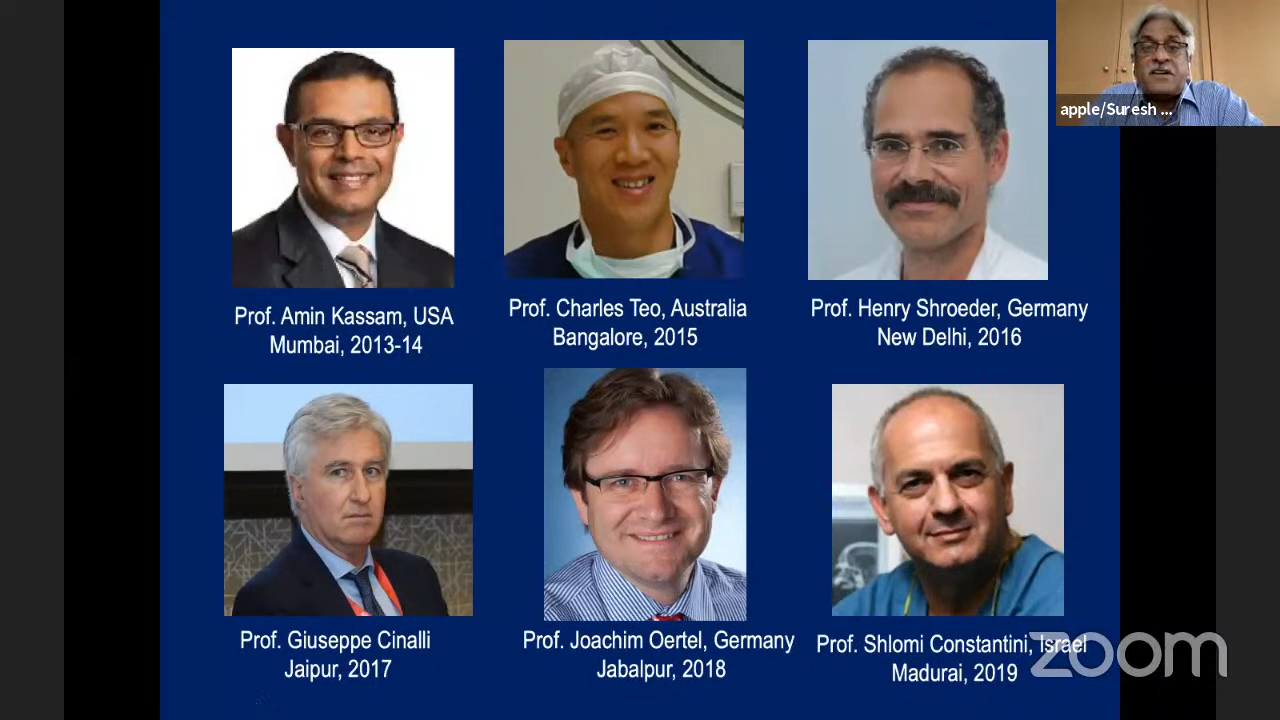 apple/Suresh ...
Prof. Amin Kassam, USA
Mumbai, 2013-14
Prof. Charles Teo, Australia
Bangalore, 2015
Prof. Henry Shroeder, Germany
New Delhi, 2016
Prof. Giuseppe Cinalli
Jaipur, 2017
Prof. Joachim Oertel, Germany
Jabalpur, 2018
Prof. Shlomi Constantini, Israel
Madurai, 2019
zoom